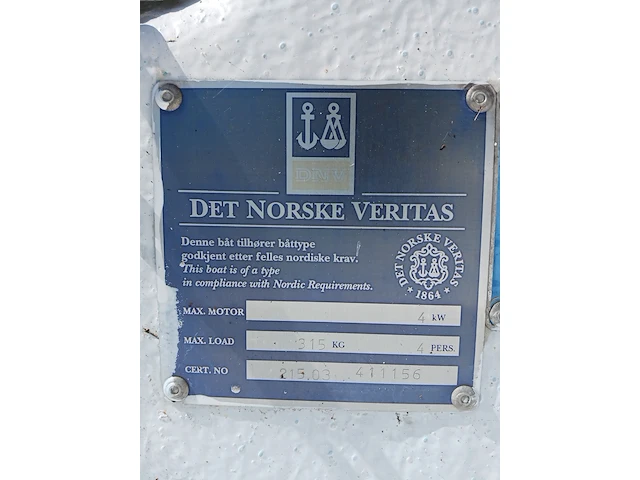 DET NORSKE VERITAS
Denne båt tilhører båttype
godkjent etter felles nordiske krav.
This boat is of a type
in compliance with Nordic Requirements.
DET NORSKE VERITAS
1864
MAX. MOTOR 4 kW
MAX. LOAD 315 KG 4 PERS.
CERT. NO 215.03 411156